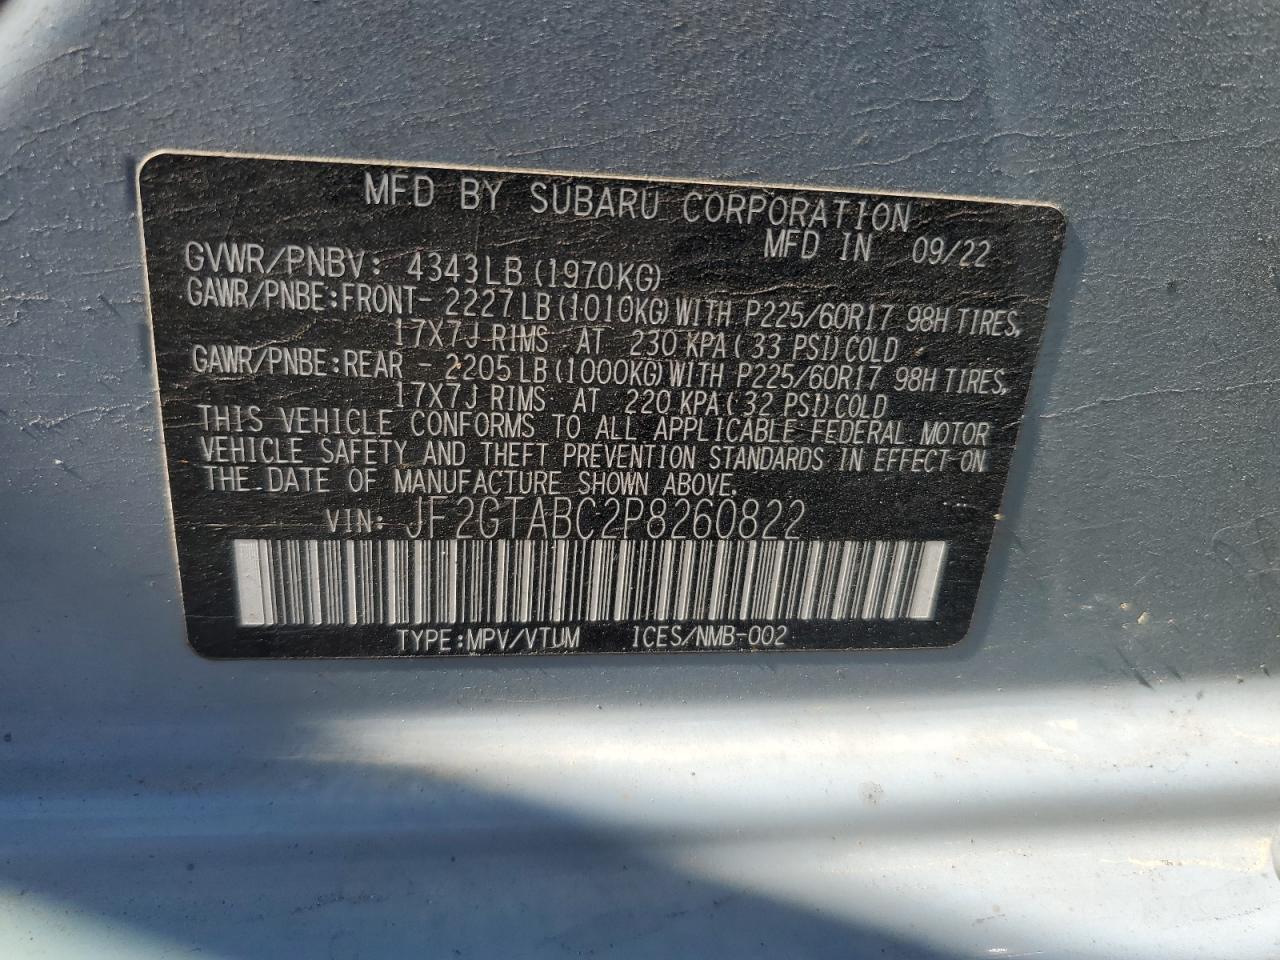 MFD BY SUBARU CORPORATION
MFD IN 09/22
GVWR/PNBV: 4343LB (1970KG)
GAWR/PNBE:FRONT- 2227LB(1010KG)WITH P225/60R17 98H TIRES,
17X7J RIMS AT 230 KPA( 33 PSI)COLD
GAWR/PNBE:REAR - 2205LB(1000KG)WITH P225/60R17 98H TIRES,
17X7J RIMS AT 220 KPA( 32 PSI)COLD
THIS VEHICLE CONFORMS TO ALL APPLICABLE FEDERAL MOTOR
VEHICLE SAFETY AND THEFT PREVENTION STANDARDS IN EFFECT ON
THE DATE OF MANUFACTURE SHOWN ABOVE.
VIN: JF2GTABC2P8260822
TYPE:MPV/VTUM ICES/NMB-002